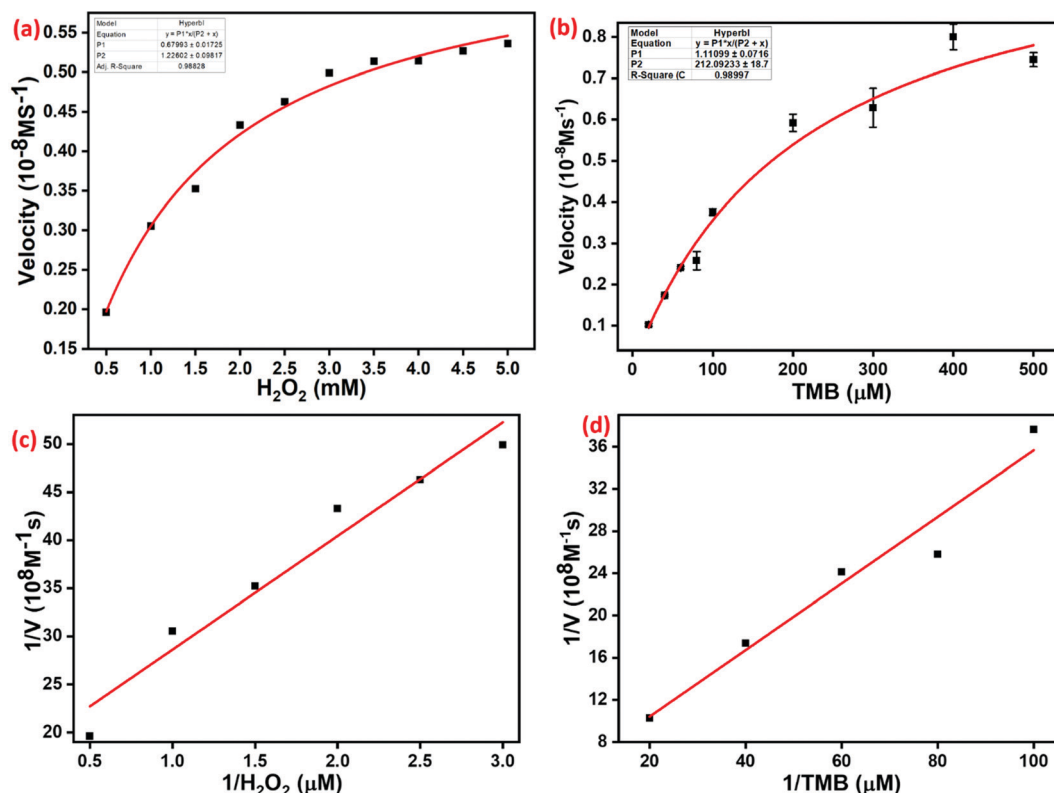 (a)
Model Hyperbl
Equation y = P1*x/(P2 + x)
P1 0.67993 ± 0.01725
P2 1.22602 ± 0.09817
Adj. R-Square 0.98828
0.55
0.50
0.45
0.40
0.35
0.30
0.25
0.20
0.15
Velocity (10⁻⁸MS⁻¹)
0.5 1.0 1.5 2.0 2.5 3.0 3.5 4.0 4.5 5.0
H₂O₂ (mM)
(b)
Model Hyperbl
Equation y = P1*x/(P2 + x)
P1 1.11099 ± 0.0716
P2 212.09233 ± 18.7
R-Square (C 0.98997
0.8
0.7
0.6
0.5
0.4
0.3
0.2
0.1
Velocity (10⁻⁸Ms⁻¹)
0 100 200 300 400 500
TMB (μM)
(c)
50
45
40
35
30
25
20
1/V (10⁸M⁻¹s)
0.5 1.0 1.5 2.0 2.5 3.0
1/H₂O₂ (μM)
(d)
36
32
28
24
20
16
12
8
1/V (10⁸M⁻¹s)
20 40 60 80 100
1/TMB (μM)